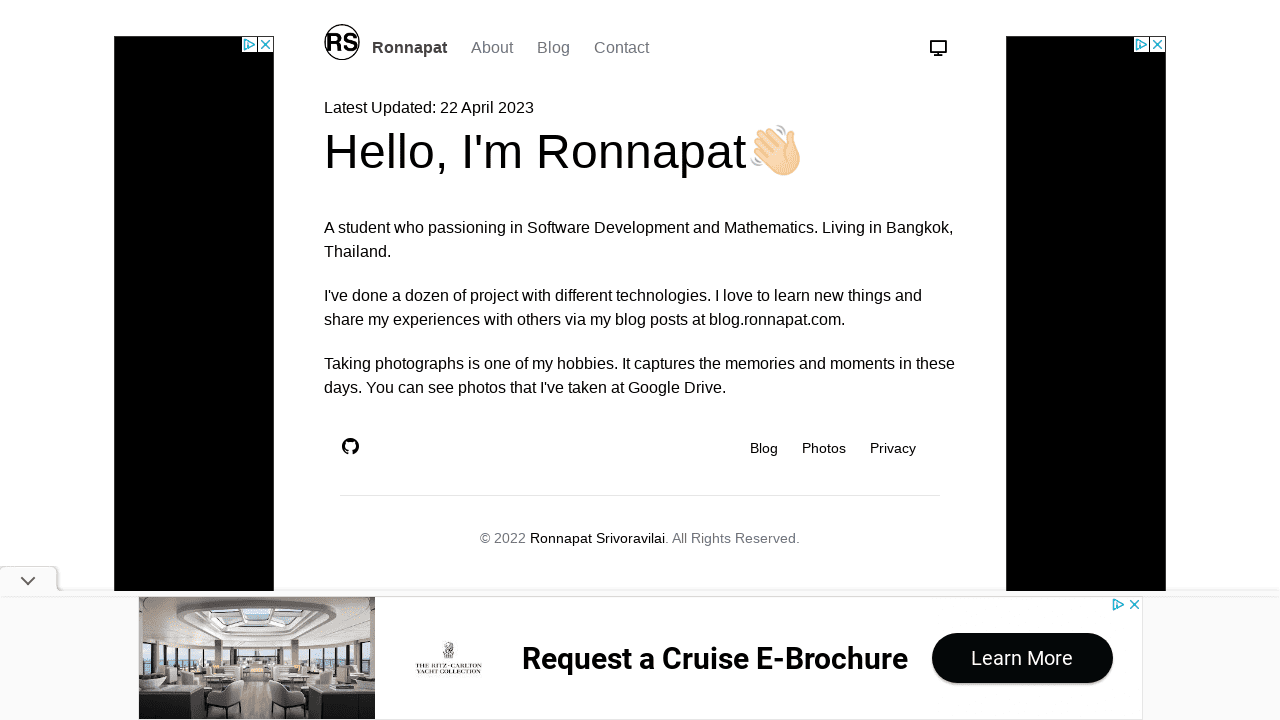 RS
Ronnapat About Blog Contact
Latest Updated: 22 April 2023
Hello, I'm Ronnapat👋🏻
A student who passioning in Software Development and Mathematics. Living in Bangkok,
Thailand.
I've done a dozen of project with different technologies. I love to learn new things and
share my experiences with others via my blog posts at blog.ronnapat.com.
Taking photographs is one of my hobbies. It captures the memories and moments in these
days. You can see photos that I've taken at Google Drive.
Blog Photos Privacy
© 2022 Ronnapat Srivoravilai. All Rights Reserved.
THE RITZ-CARLTON
YACHT COLLECTION
Request a Cruise E-Brochure
Learn More